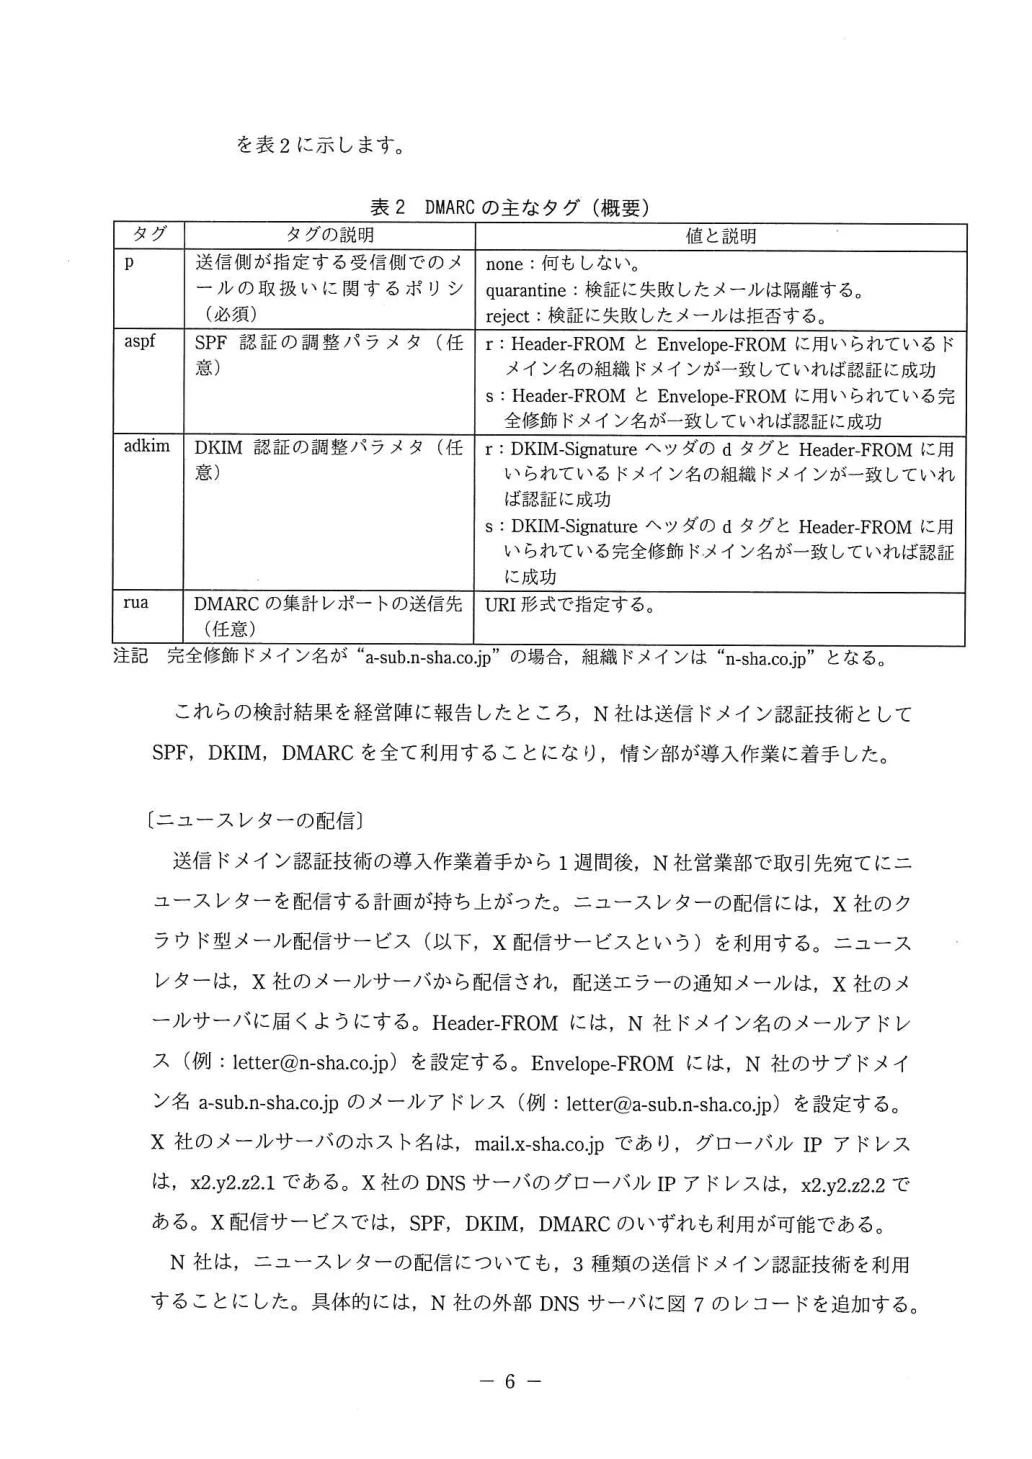 を表2に示します。
表2　DMARCの主なタグ（概要）
タグ　タグの説明　値と説明
p　送信側が指定する受信側でのメ　none：何もしない。
ールの取扱いに関するポリシ　quarantine：検証に失敗したメールは隔離する。
（必須）　reject：検証に失敗したメールは拒否する。
aspf　SPF 認証の調整パラメタ（任　r：Header-FROM と Envelope-FROM に用いられているド
意）　メイン名の組織ドメインが一致していれば認証に成功
s：Header-FROM と Envelope-FROM に用いられている完
全修飾ドメイン名が一致していれば認証に成功
adkim　DKIM 認証の調整パラメタ（任　r：DKIM-Signature ヘッダの d タグと Header-FROM に用
意）　いられているドメイン名の組織ドメインが一致していれ
ば認証に成功
s：DKIM-Signature ヘッダの d タグと Header-FROM に用
いられている完全修飾ドメイン名が一致していれば認証
に成功
rua　DMARC の集計レポートの送信先　URI 形式で指定する。
（任意）
注記　完全修飾ドメイン名が“a-sub.n-sha.co.jp”の場合，組織ドメインは“n-sha.co.jp”となる。
これらの検討結果を経営陣に報告したところ，N 社は送信ドメイン認証技術として
SPF，DKIM，DMARC を全て利用することになり，情シ部が導入作業に着手した。
〔ニュースレターの配信〕
送信ドメイン認証技術の導入作業着手から 1 週間後，N 社営業部で取引先宛てにニ
ュースレターを配信する計画が持ち上がった。ニュースレターの配信には，X 社のク
ラウド型メール配信サービス（以下，X 配信サービスという）を利用する。ニュース
レターは，X 社のメールサーバから配信され，配送エラーの通知メールは，X 社のメ
ールサーバに届くようにする。Header-FROM には，N 社ドメイン名のメールアドレ
ス（例：letter@n-sha.co.jp）を設定する。Envelope-FROM には，N 社のサブドメイ
ン名 a-sub.n-sha.co.jp のメールアドレス（例：letter@a-sub.n-sha.co.jp）を設定する。
X 社のメールサーバのホスト名は，mail.x-sha.co.jp であり，グローバル IP アドレス
は，x2.y2.z2.1 である。X 社の DNS サーバのグローバル IP アドレスは，x2.y2.z2.2 で
ある。X 配信サービスでは，SPF，DKIM，DMARC のいずれも利用が可能である。
N 社は，ニュースレターの配信についても，3 種類の送信ドメイン認証技術を利用
することにした。具体的には，N 社の外部 DNS サーバに図 7 のレコードを追加する。
－ 6 －